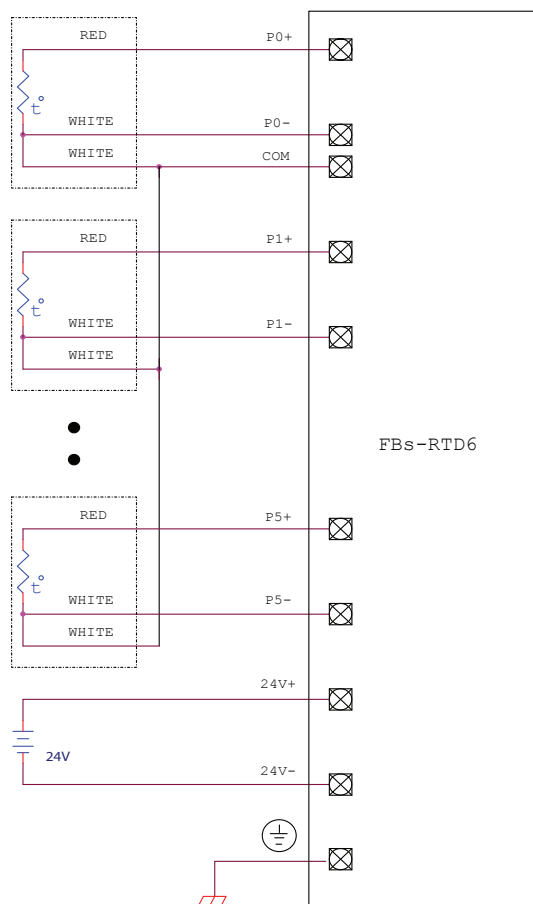 RED P0+
t°
WHITE P0-
WHITE COM
RED P1+
t°
WHITE P1-
WHITE
FBs-RTD6
RED P5+
t°
WHITE P5-
WHITE
24V+
24V
24V-